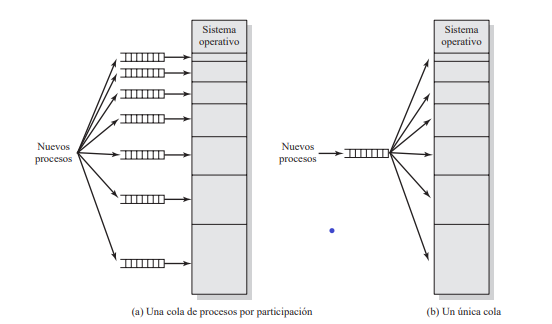 Sistema
operativo
Nuevos
procesos
(a) Una cola de procesos por participación
Sistema
operativo
Nuevos
procesos
(b) Un única cola